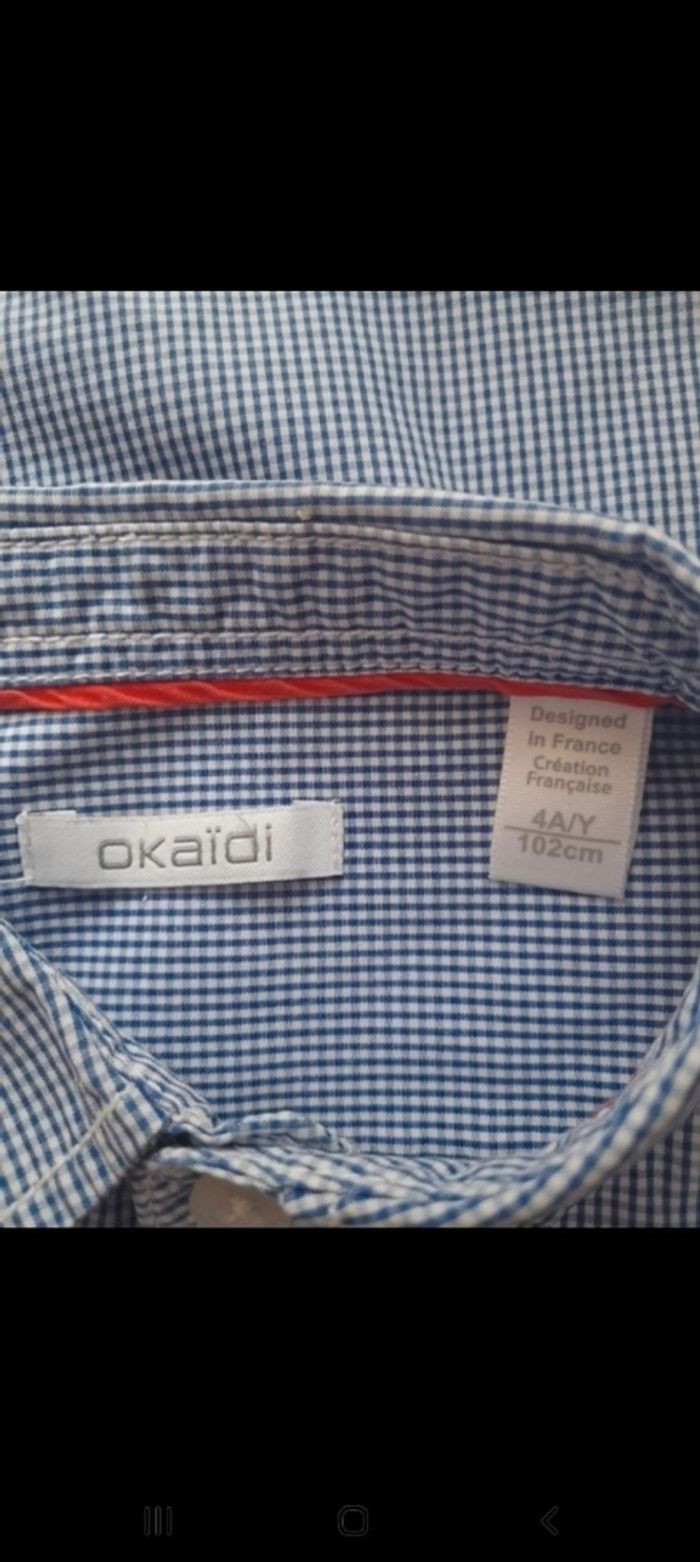 Designed
in France
Création
Française
4A/Y
102cm
okaïdi